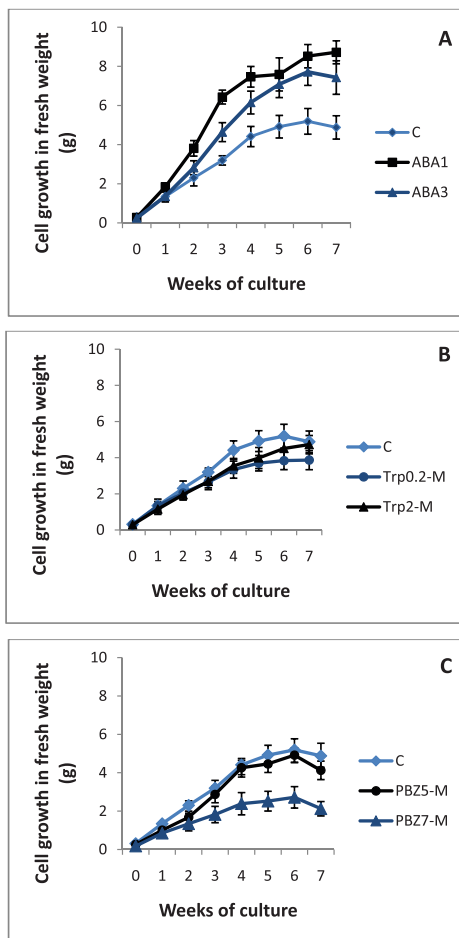 A
Cell growth in fresh weight
(g)
10
8
6
4
2
0
0 1 2 3 4 5 6 7
Weeks of culture
C
ABA1
ABA3
B
Cell growth in fresh weight
(g)
10
8
6
4
2
0
0 1 2 3 4 5 6 7
Weeks of culture
C
Trp0.2-M
Trp2-M
C
Cell growth in fresh weight
(g)
10
8
6
4
2
0
0 1 2 3 4 5 6 7
Weeks of culture
C
PBZ5-M
PBZ7-M